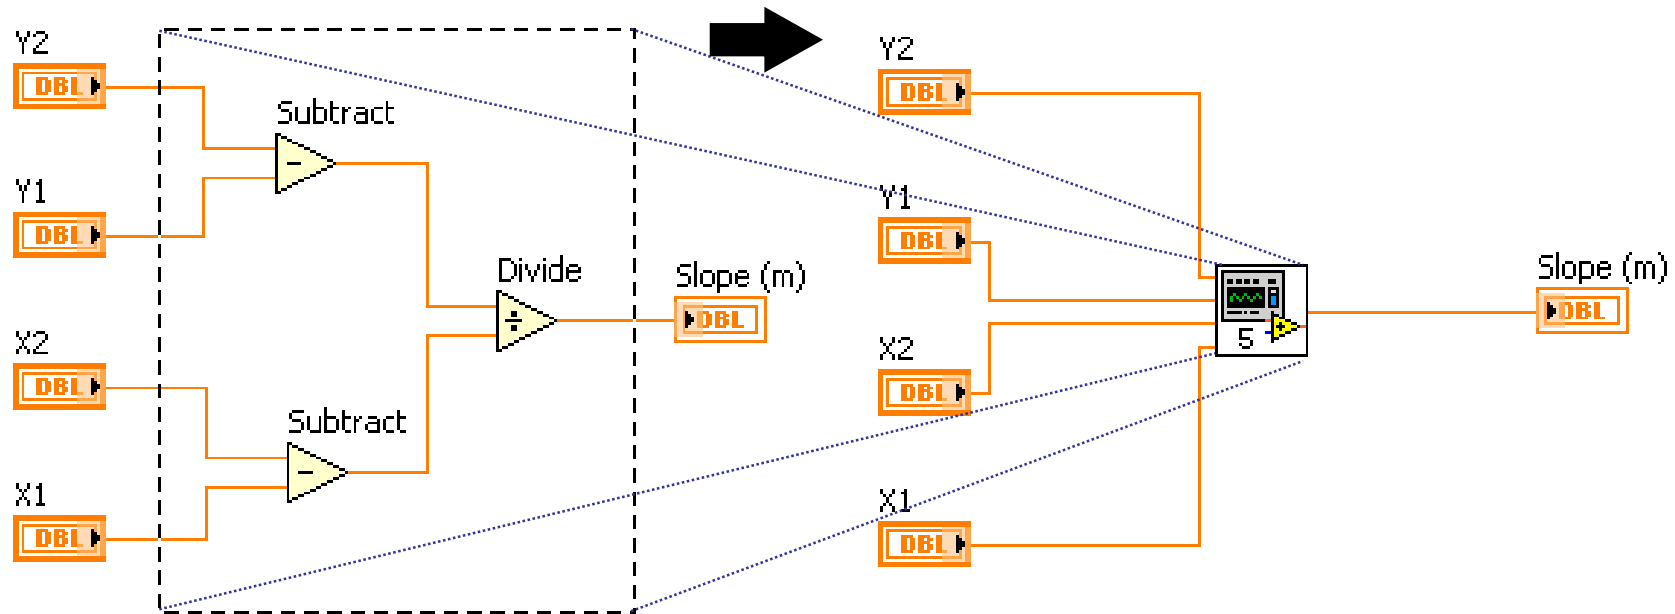 Y2
DBL
Subtract
Y1
DBL
Divide
Slope (m)
DBL
X2
DBL
Subtract
X1
DBL
Y2
DBL
Y1
DBL
5
Slope (m)
DBL
X2
DBL
X1
DBL